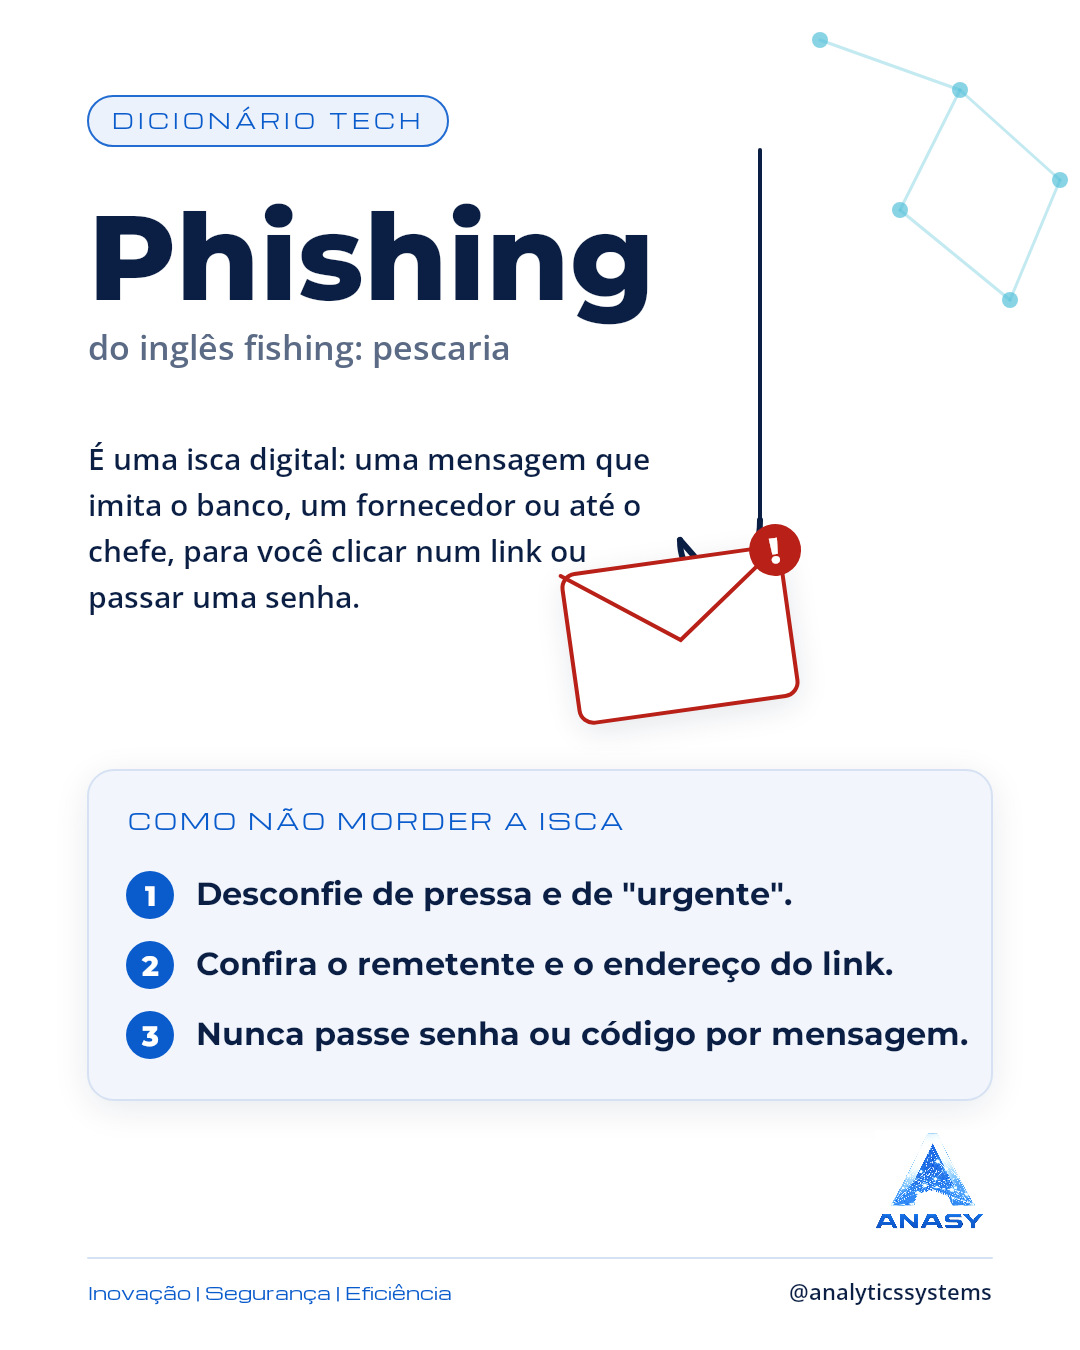 DICIONÁRIO TECH
Phishing
do inglês fishing: pescaria
É uma isca digital: uma mensagem que
imita o banco, um fornecedor ou até o
chefe, para você clicar num link ou
passar uma senha.
!
COMO NÃO MORDER A ISCA
1 Desconfie de pressa e de "urgente".
2 Confira o remetente e o endereço do link.
3 Nunca passe senha ou código por mensagem.
ANASY
Inovação | Segurança | Eficiência
@analyticssystems